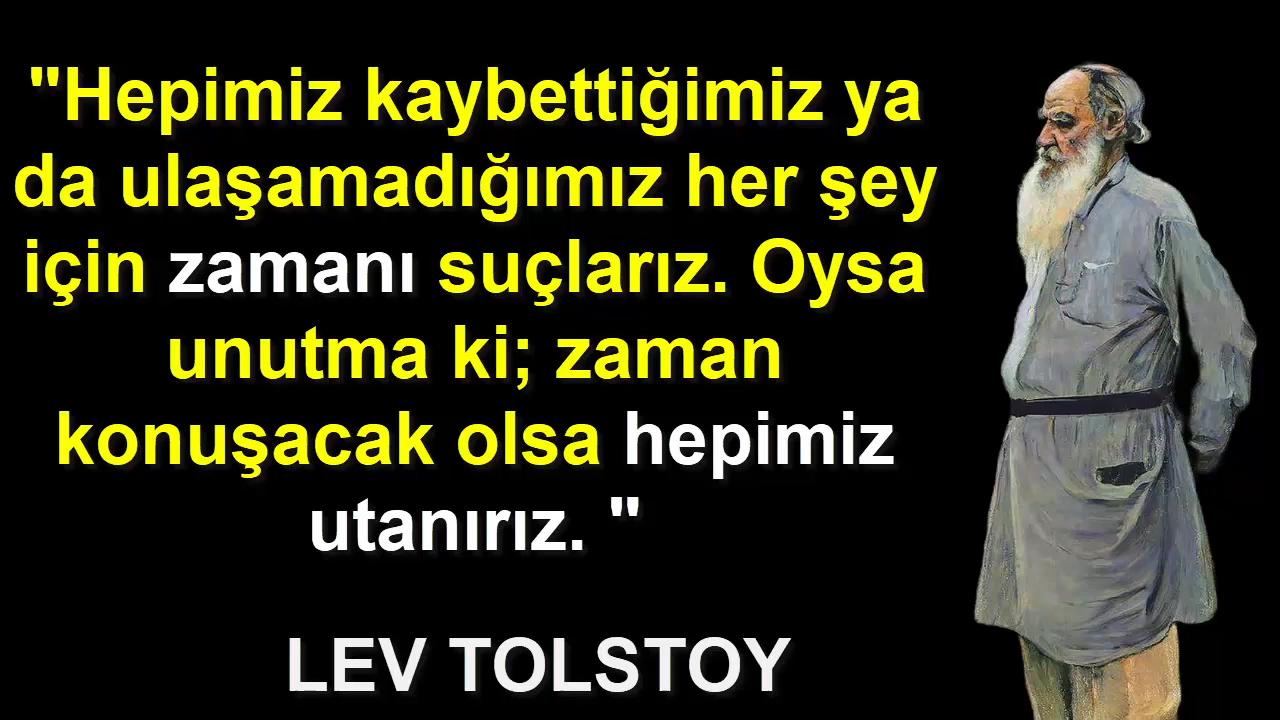 "Hepimiz kaybettiğimiz ya
da ulaşamadığımız her şey
için zamanı suçlarız. Oysa
unutma ki; zaman
konuşacak olsa hepimiz
utanırız. "
LEV TOLSTOY